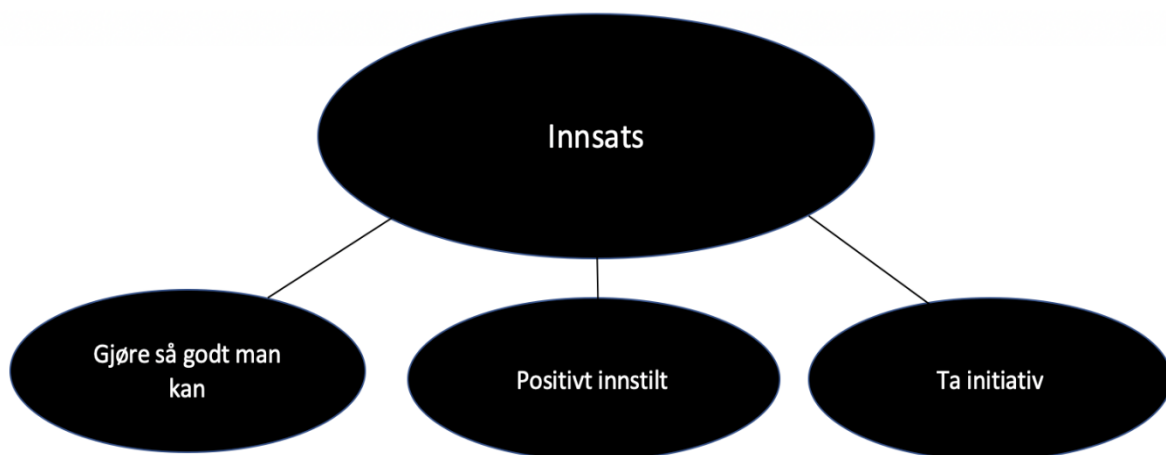 Innsats
Gjøre så godt man
kan
Positivt innstilt
Ta initiativ